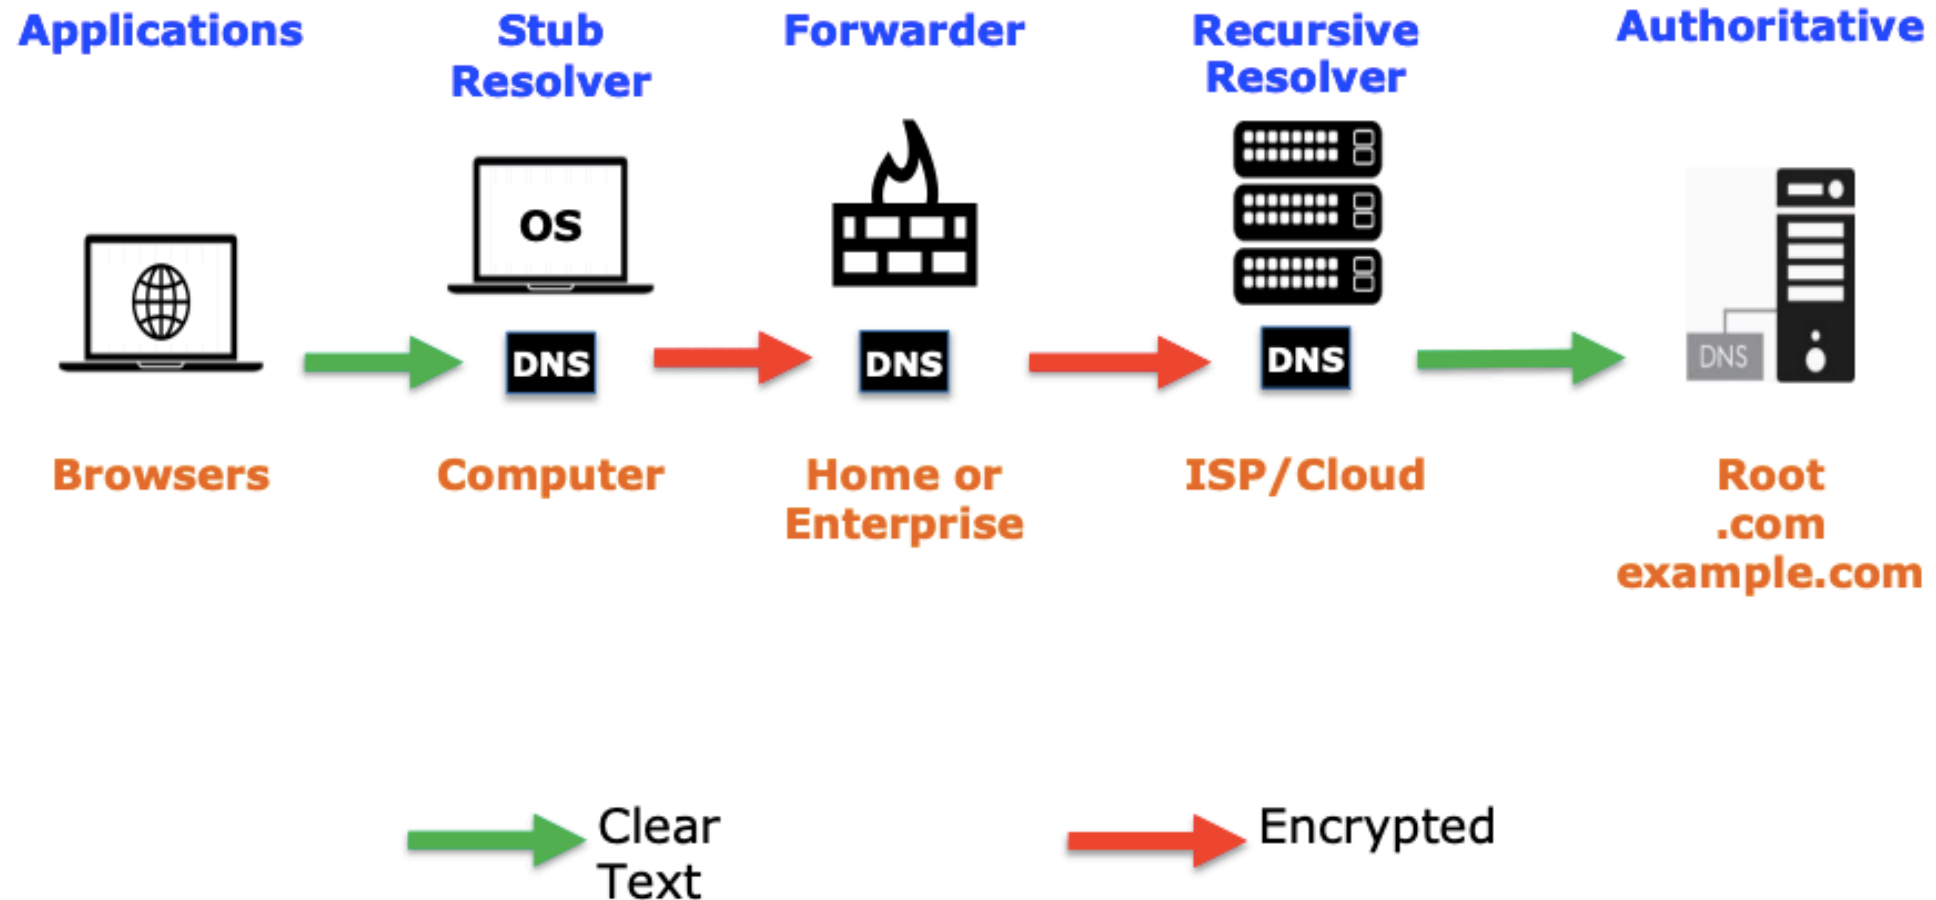 Applications
Stub
Resolver
Forwarder
Recursive
Resolver
Authoritative
OS
DNS
DNS
DNS
DNS
Browsers
Computer
Home or
Enterprise
ISP/Cloud
Root
.com
example.com
Clear
Text
Encrypted